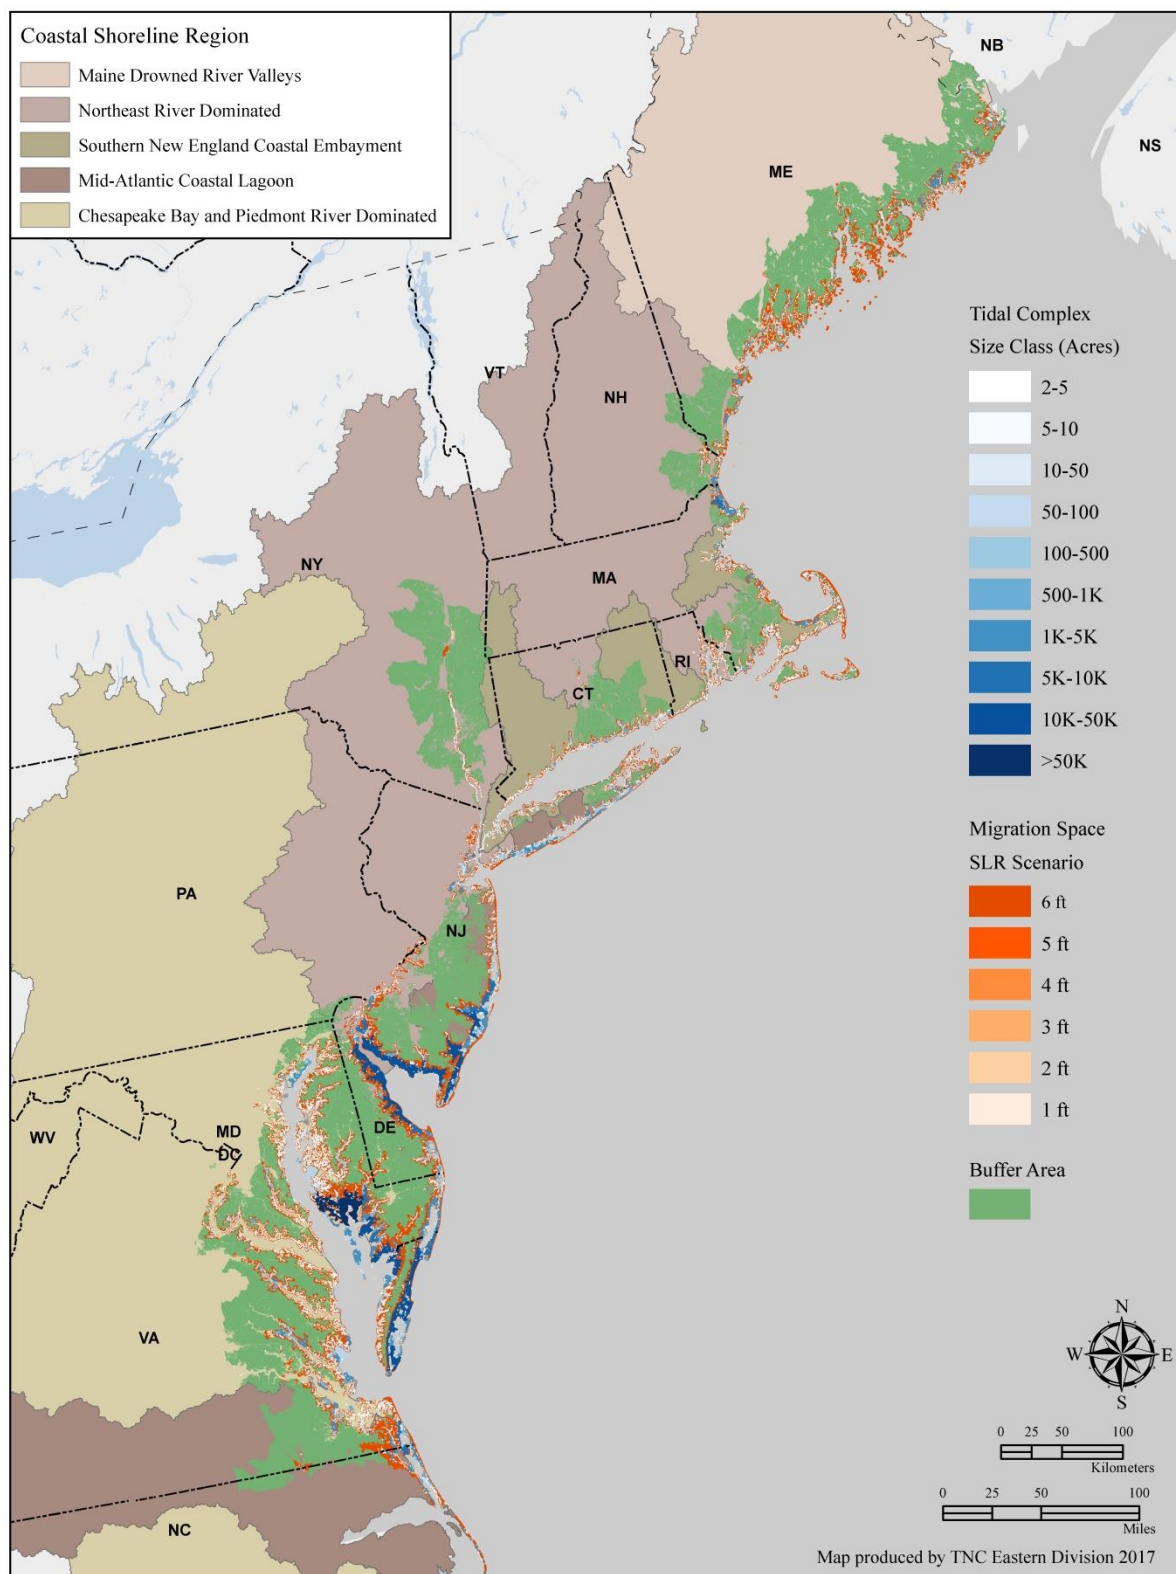 Coastal Shoreline Region
Maine Drowned River Valleys
Northeast River Dominated
Southern New England Coastal Embayment
Mid-Atlantic Coastal Lagoon
Chesapeake Bay and Piedmont River Dominated
NB
NS
ME
VT
NH
NY
MA
RI
CT
PA
NJ
WV
MD
DC
DE
VA
NC
Tidal Complex
Size Class (Acres)
2-5
5-10
10-50
50-100
100-500
500-1K
1K-5K
5K-10K
10K-50K
>50K
Migration Space
SLR Scenario
6 ft
5 ft
4 ft
3 ft
2 ft
1 ft
Buffer Area
N
W E
S
0 25 50 100
Kilometers
0 25 50 100
Miles
Map produced by TNC Eastern Division 2017